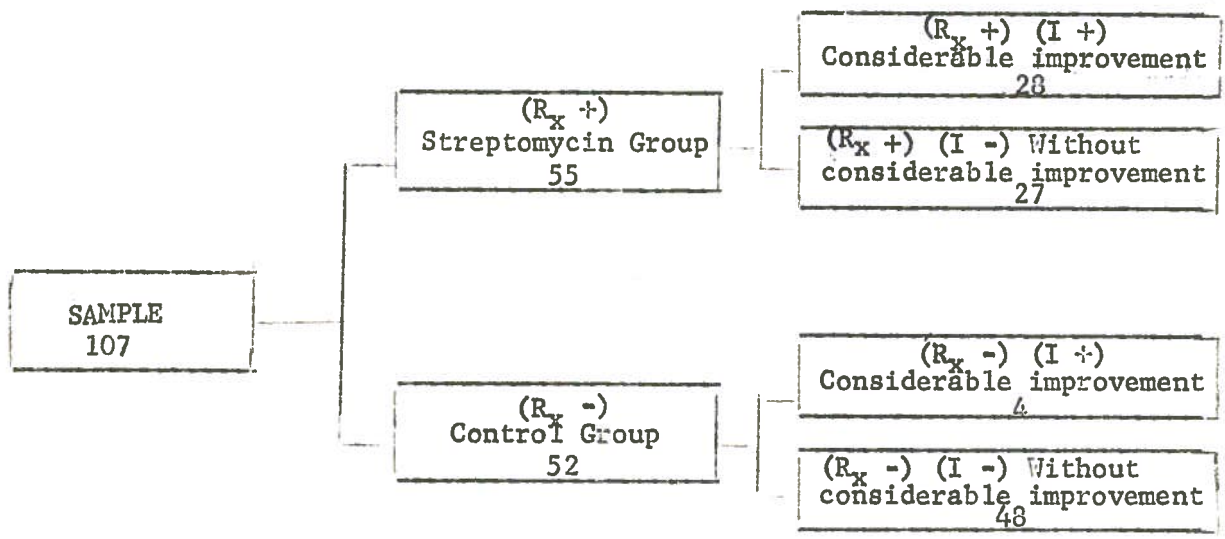 SAMPLE
107
(Rx +)
Streptomycin Group
55
(Rx +) (I +)
Considerable improvement
28
(Rx +) (I -) Without
considerable improvement
27
(Rx -)
Control Group
52
(Rx -) (I +)
Considerable improvement
4
(Rx -) (I -) Without
considerable improvement
48